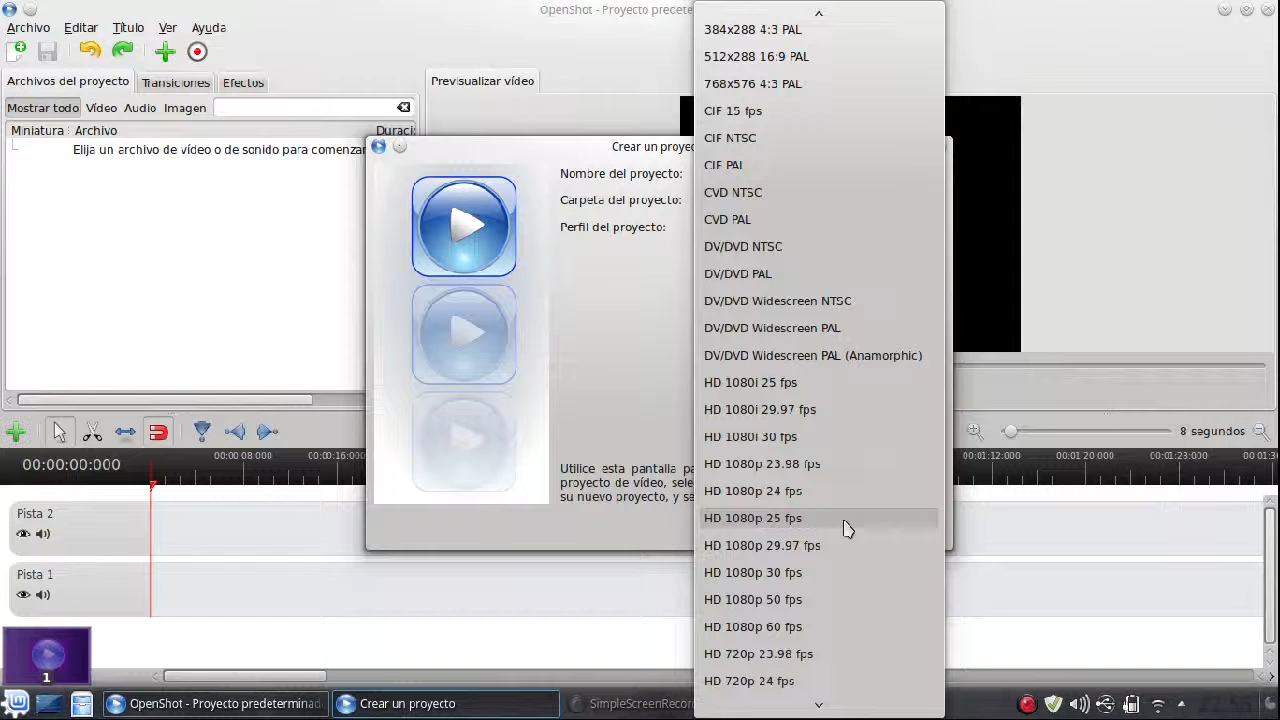 OpenShot - Proyecto predete
Archivo Editar Título Ver Ayuda
Archivos del proyecto Transiciones Efectos
Previsualizar vídeo
Mostrar todo Vídeo Audio Imagen
Miniatura Archivo Duraci
Elija un archivo de vídeo o de sonido para comenzar
Crear un proyec
Nombre del proyecto:
Carpeta del proyecto:
Perfil del proyecto:
Utilice esta pantalla pa
proyecto de vídeo, sele
su nuevo proyecto, y se
384x288 4:3 PAL
512x288 16:9 PAL
768x576 4:3 PAL
CIF 15 fps
CIF NTSC
CIF PAL
CVD NTSC
CVD PAL
DV/DVD NTSC
DV/DVD PAL
DV/DVD Widescreen NTSC
DV/DVD Widescreen PAL
DV/DVD Widescreen PAL (Anamorphic)
HD 1080i 25 fps
HD 1080i 29.97 fps
HD 1080i 30 fps
HD 1080p 23.98 fps
HD 1080p 24 fps
HD 1080p 25 fps
HD 1080p 29.97 fps
HD 1080p 30 fps
HD 1080p 50 fps
HD 1080p 60 fps
HD 720p 23.98 fps
HD 720p 24 fps
8 segundos
00:00:00:000 00:00:08:000 00:00:16:000 00:01:12:000 00:01:20:000 00:01:23:000 00:01:3
Pista 2
Pista 1
1
OpenShot - Proyecto predeterminad Crear un proyecto SimpleScreenRecor